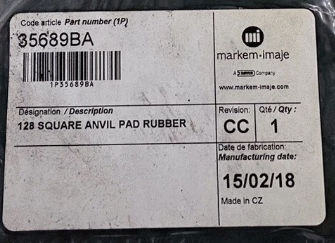 Code article Part number (1P)
35689BA
1P35689BA
markem-imaje
A DOVER Company
www.markem-imaje.com
Désignation / Description
128 SQUARE ANVIL PAD RUBBER
Revision:
CC
Qté / Qty :
1
Date de fabrication:
Manufacturing date:
15/02/18
Made in CZ